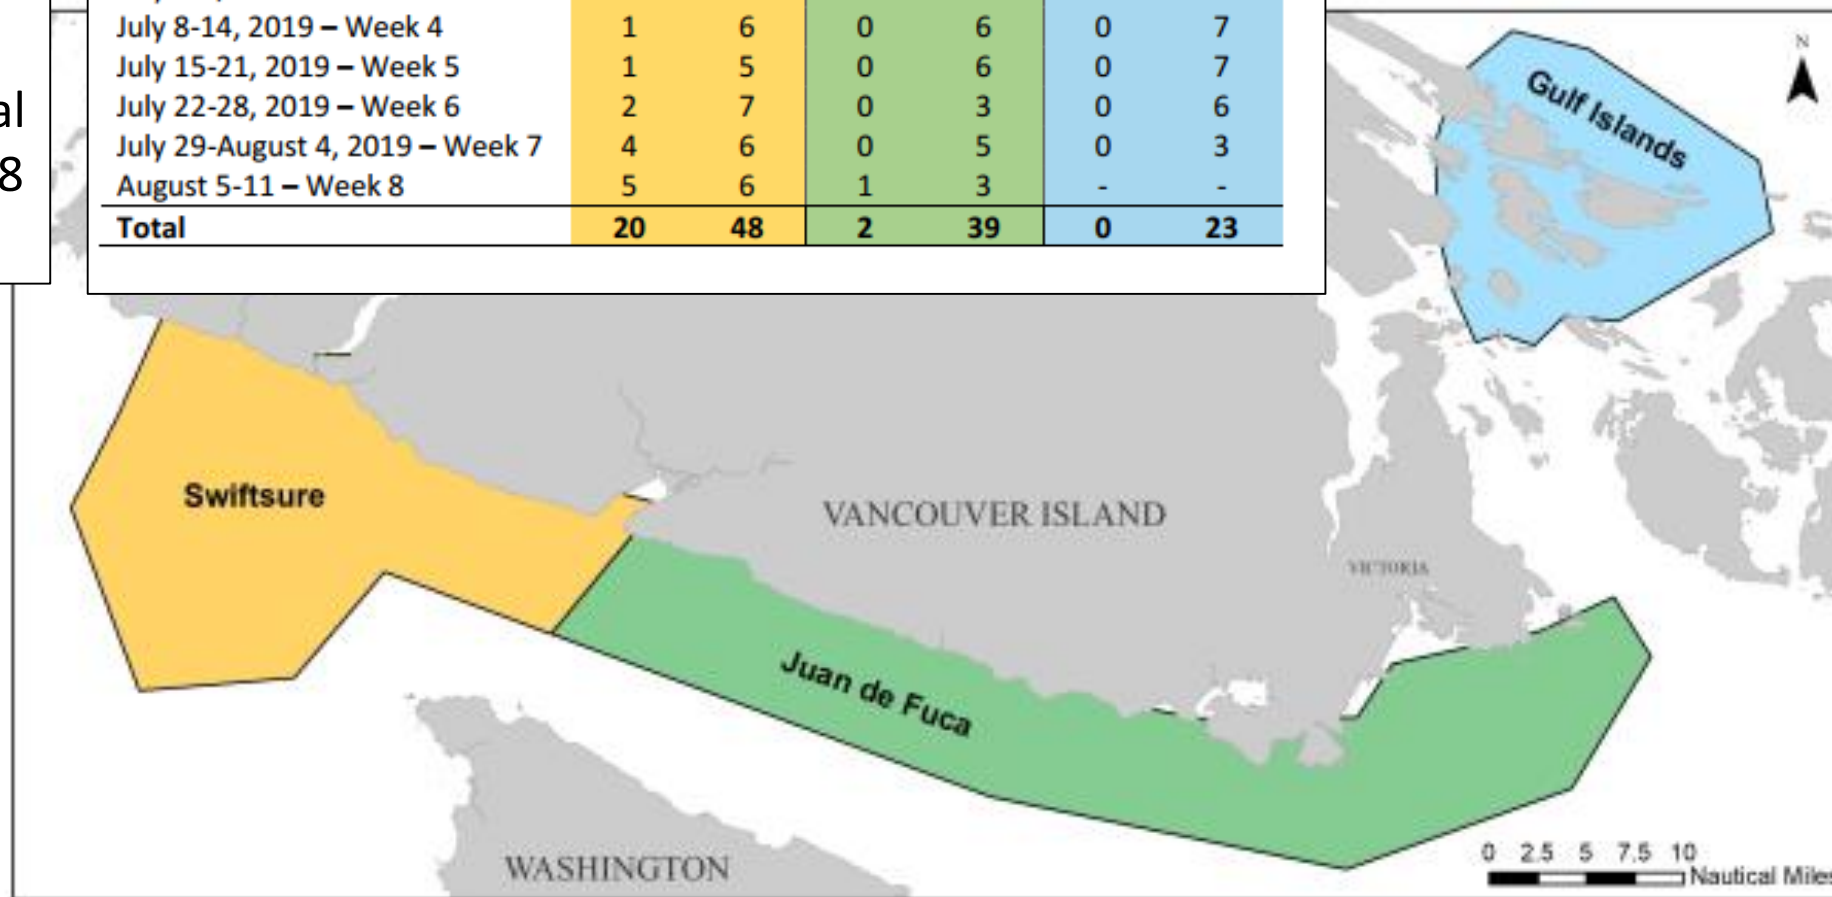 al
8
July 8-14, 2019 – Week 4 1 6 0 6 0 7
July 15-21, 2019 – Week 5 1 5 0 6 0 7
July 22-28, 2019 – Week 6 2 7 0 3 0 6
July 29-August 4, 2019 – Week 7 4 6 0 5 0 3
August 5-11 – Week 8 5 6 1 3 - -
Total 20 48 2 39 0 23
N
Gulf Islands
Swiftsure
VANCOUVER ISLAND
VICTORIA
Juan de Fuca
WASHINGTON
0 2.5 5 7.5 10
Nautical Miles